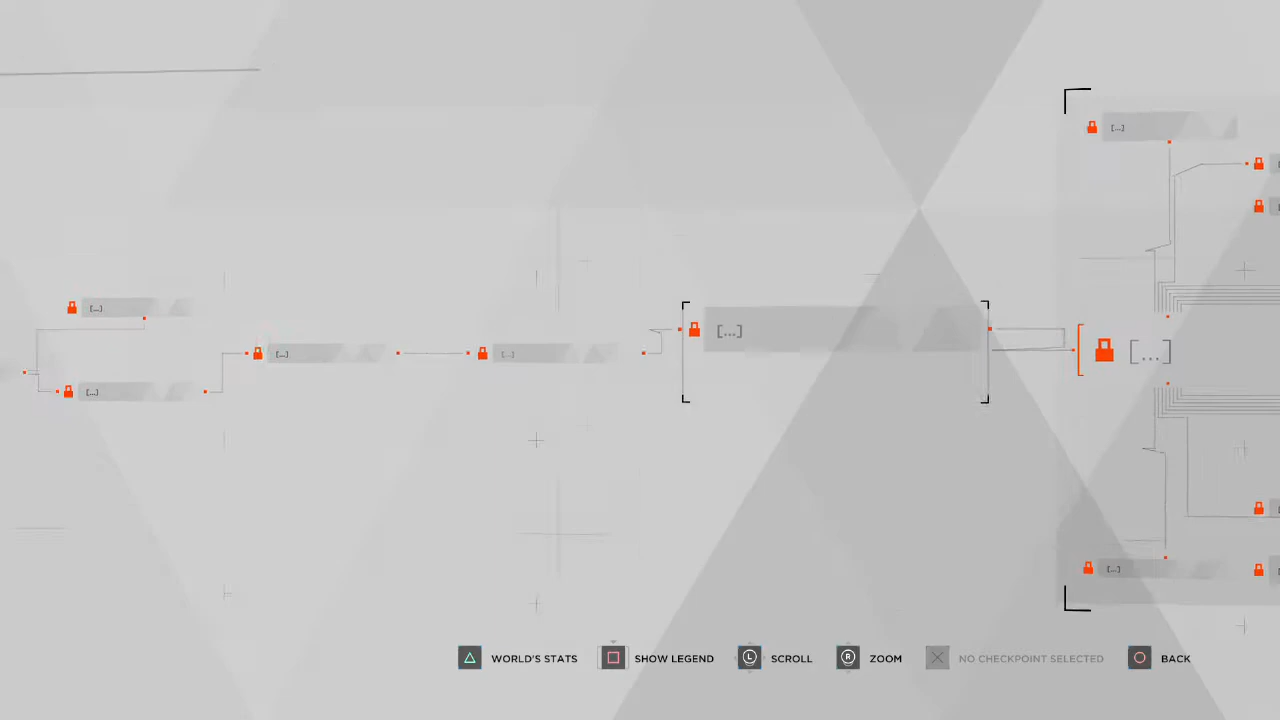 [...]
[...]
[...]
[...]
[...]
[...]
[...]
[...]
WORLD'S STATS
SHOW LEGEND
L
SCROLL
R
ZOOM
NO CHECKPOINT SELECTED
BACK